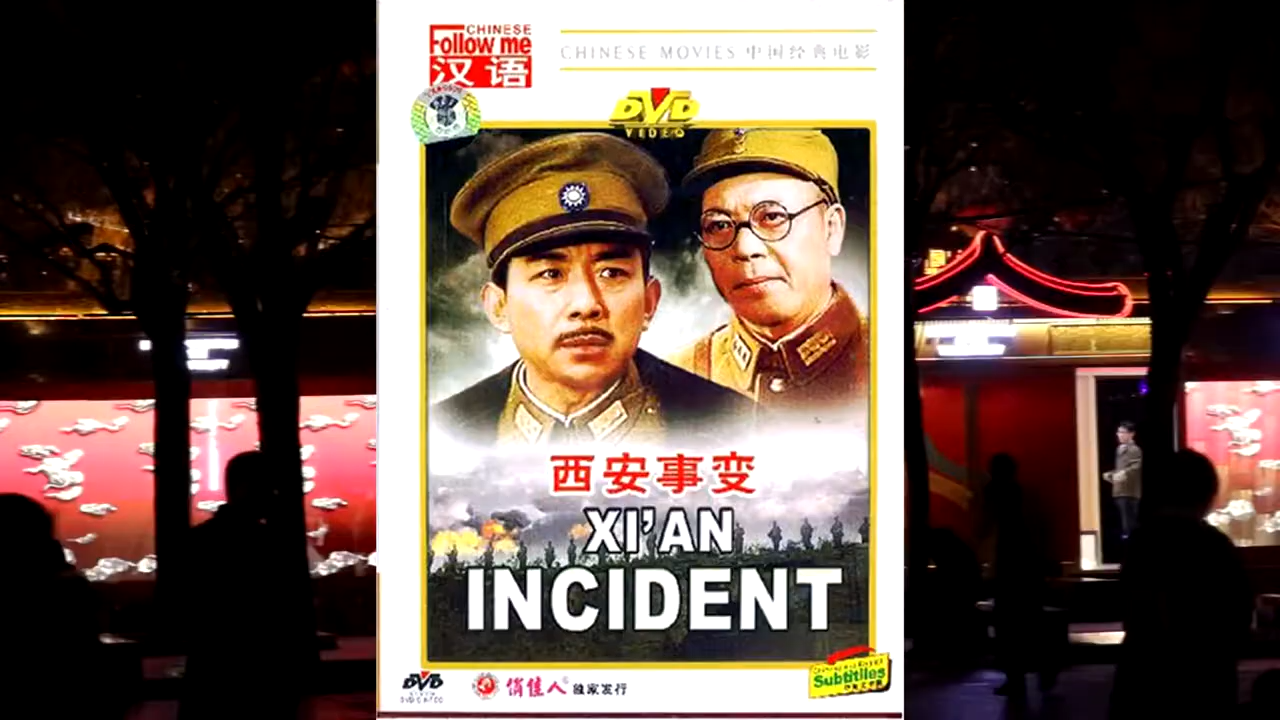 CHINESE
Follow me
汉语
CHINESE MOVIES 中国经典电影
DVD
VIDEO
西安事变
XI'AN
INCIDENT
DVD
俏佳人® 独家发行
Subtitles